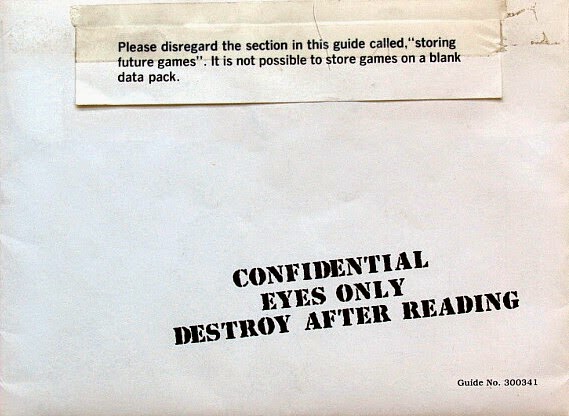 Please disregard the section in this guide called,"storing
future games". It is not possible to store games on a blank
data pack.
CONFIDENTIAL
EYES ONLY
DESTROY AFTER READING
Guide No. 300341